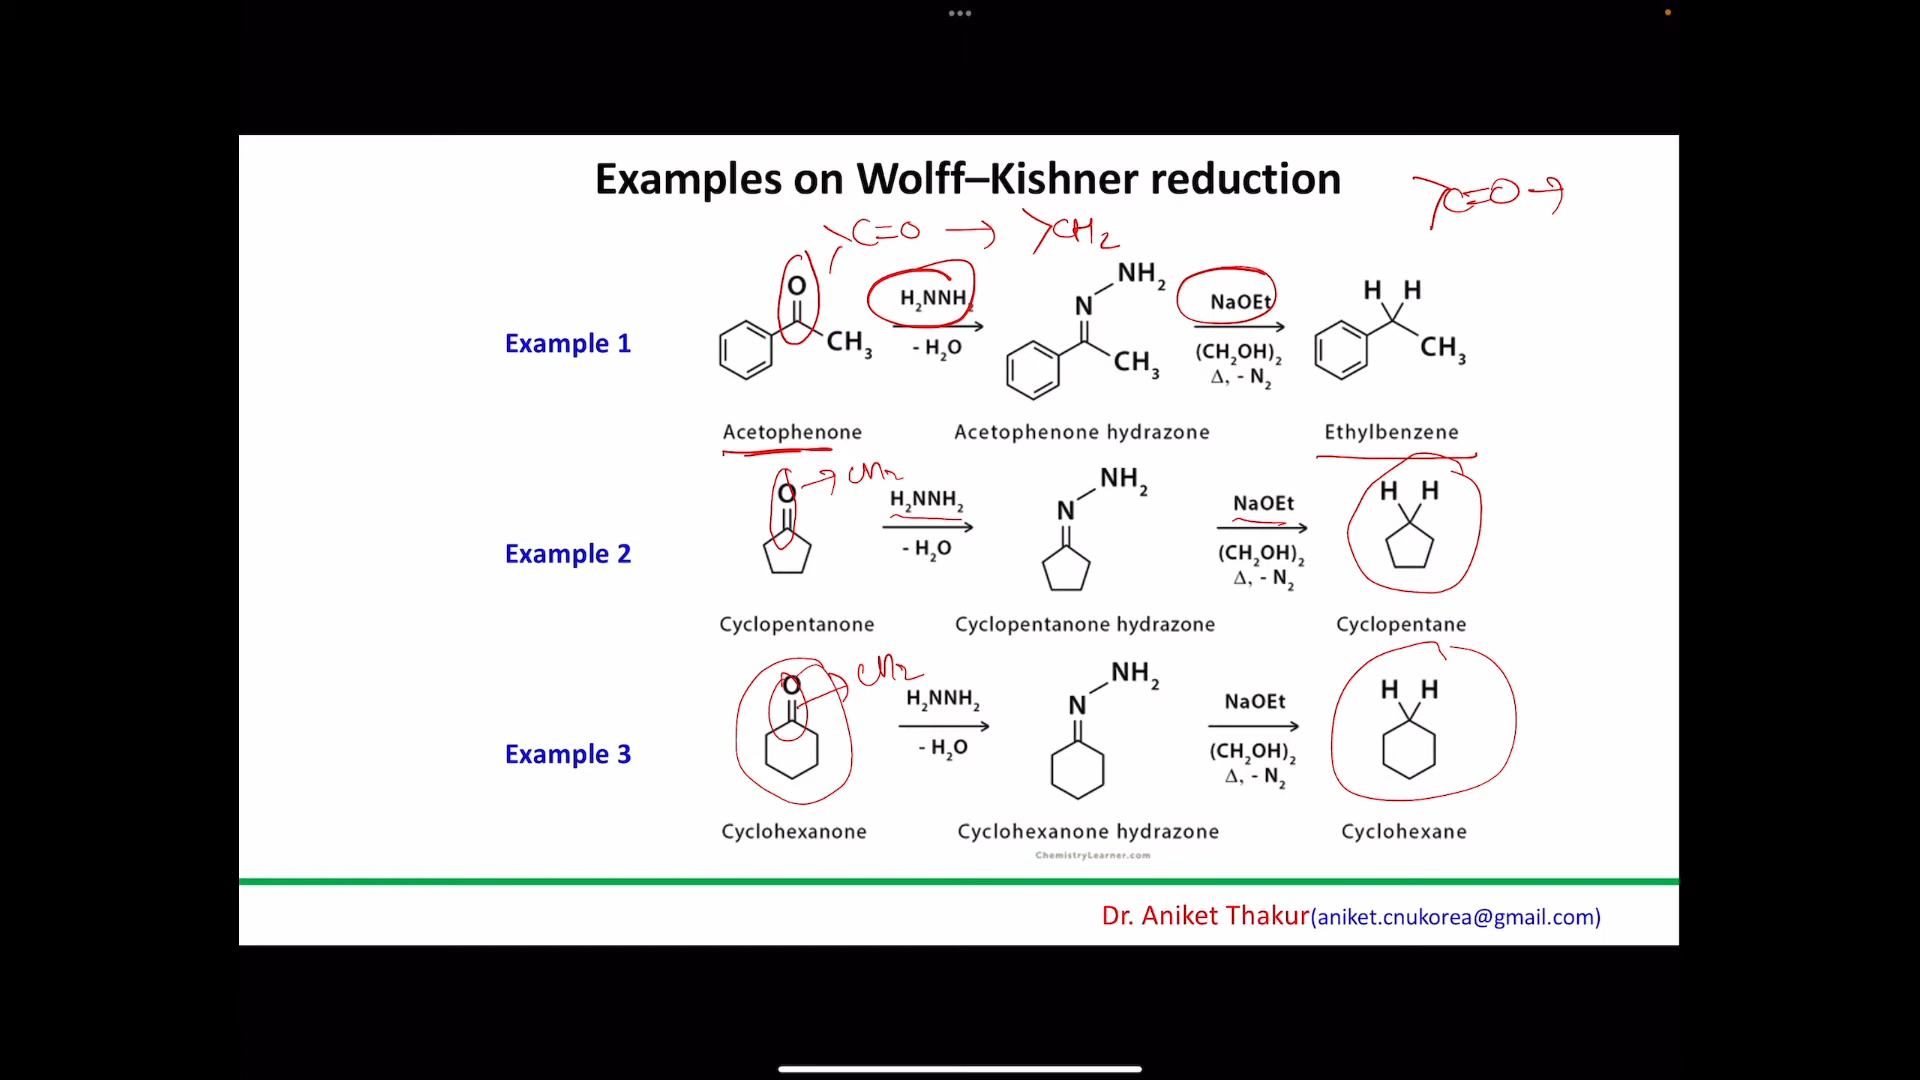 Examples on Wolff–Kishner reduction
C=O →
C=O → CH2
Example 1
O
CH3
H2NNH2
- H2O
NH2
N
CH3
NaOEt
(CH2OH)2
Δ, - N2
H H
CH3
Acetophenone
Acetophenone hydrazone
Ethylbenzene
Example 2
O → CH2
H2NNH2
- H2O
NH2
N
NaOEt
(CH2OH)2
Δ, - N2
H H
Cyclopentanone
Cyclopentanone hydrazone
Cyclopentane
Example 3
O
CH2
H2NNH2
- H2O
NH2
N
NaOEt
(CH2OH)2
Δ, - N2
H H
Cyclohexanone
Cyclohexanone hydrazone
Cyclohexane
ChemistryLearner.com
Dr. Aniket Thakur(aniket.cnukorea@gmail.com)